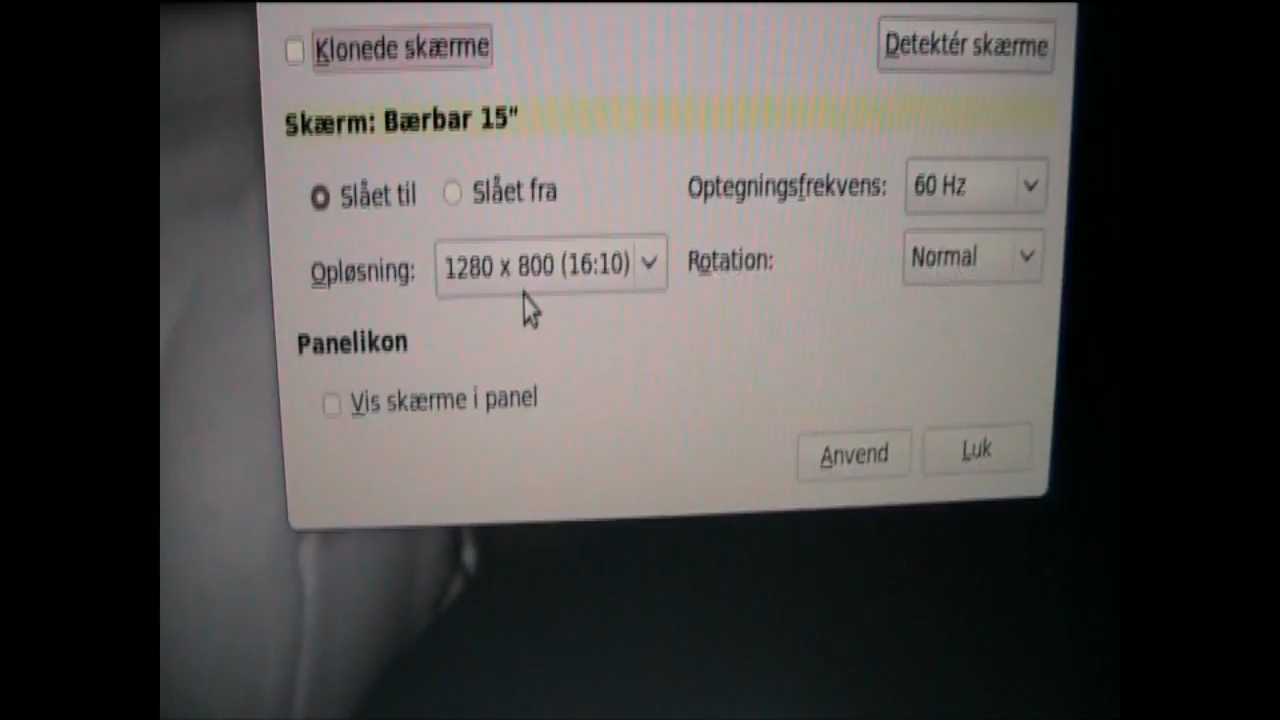 Klonede skærme Detektér skærme
Skærm: Bærbar 15"
Slået til Slået fra Optegningsfrekvens: 60 Hz
Opløsning: 1280 x 800 (16:10) Rotation: Normal
Panelikon
Vis skærme i panel
Anvend Luk